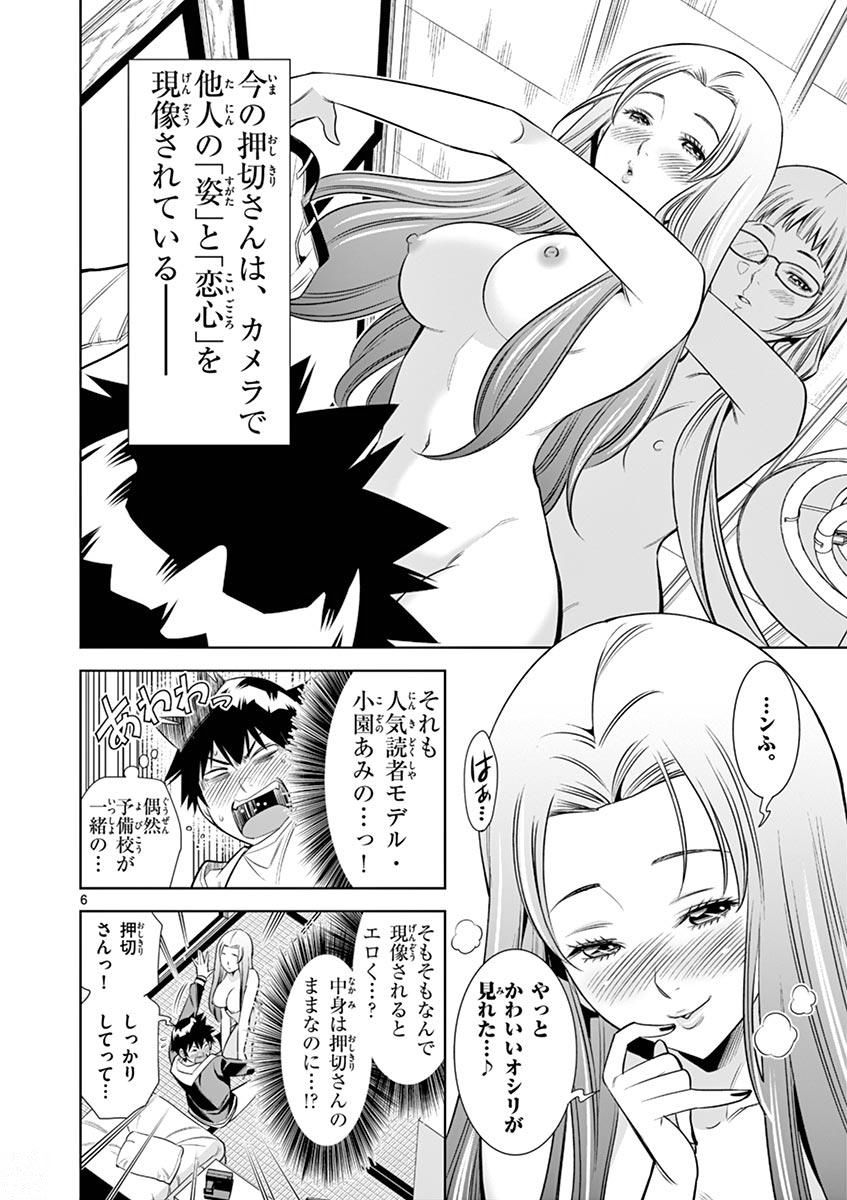 今の押切さんは、カメラで
他人の「姿」と「恋心」を
現像されている――
…ンふ。
はぁ…
やっと
かわいいオシリが
見れた…♪
それも
人気読者モデル・
小園あみの…っ！
あわわっ
偶然
予備校が
一緒の…
そもそもなんで
現像されると
エロく…？
中身は押切さんの
ままなのに…!?
押切
さんっ！
しっかり
してって…
6